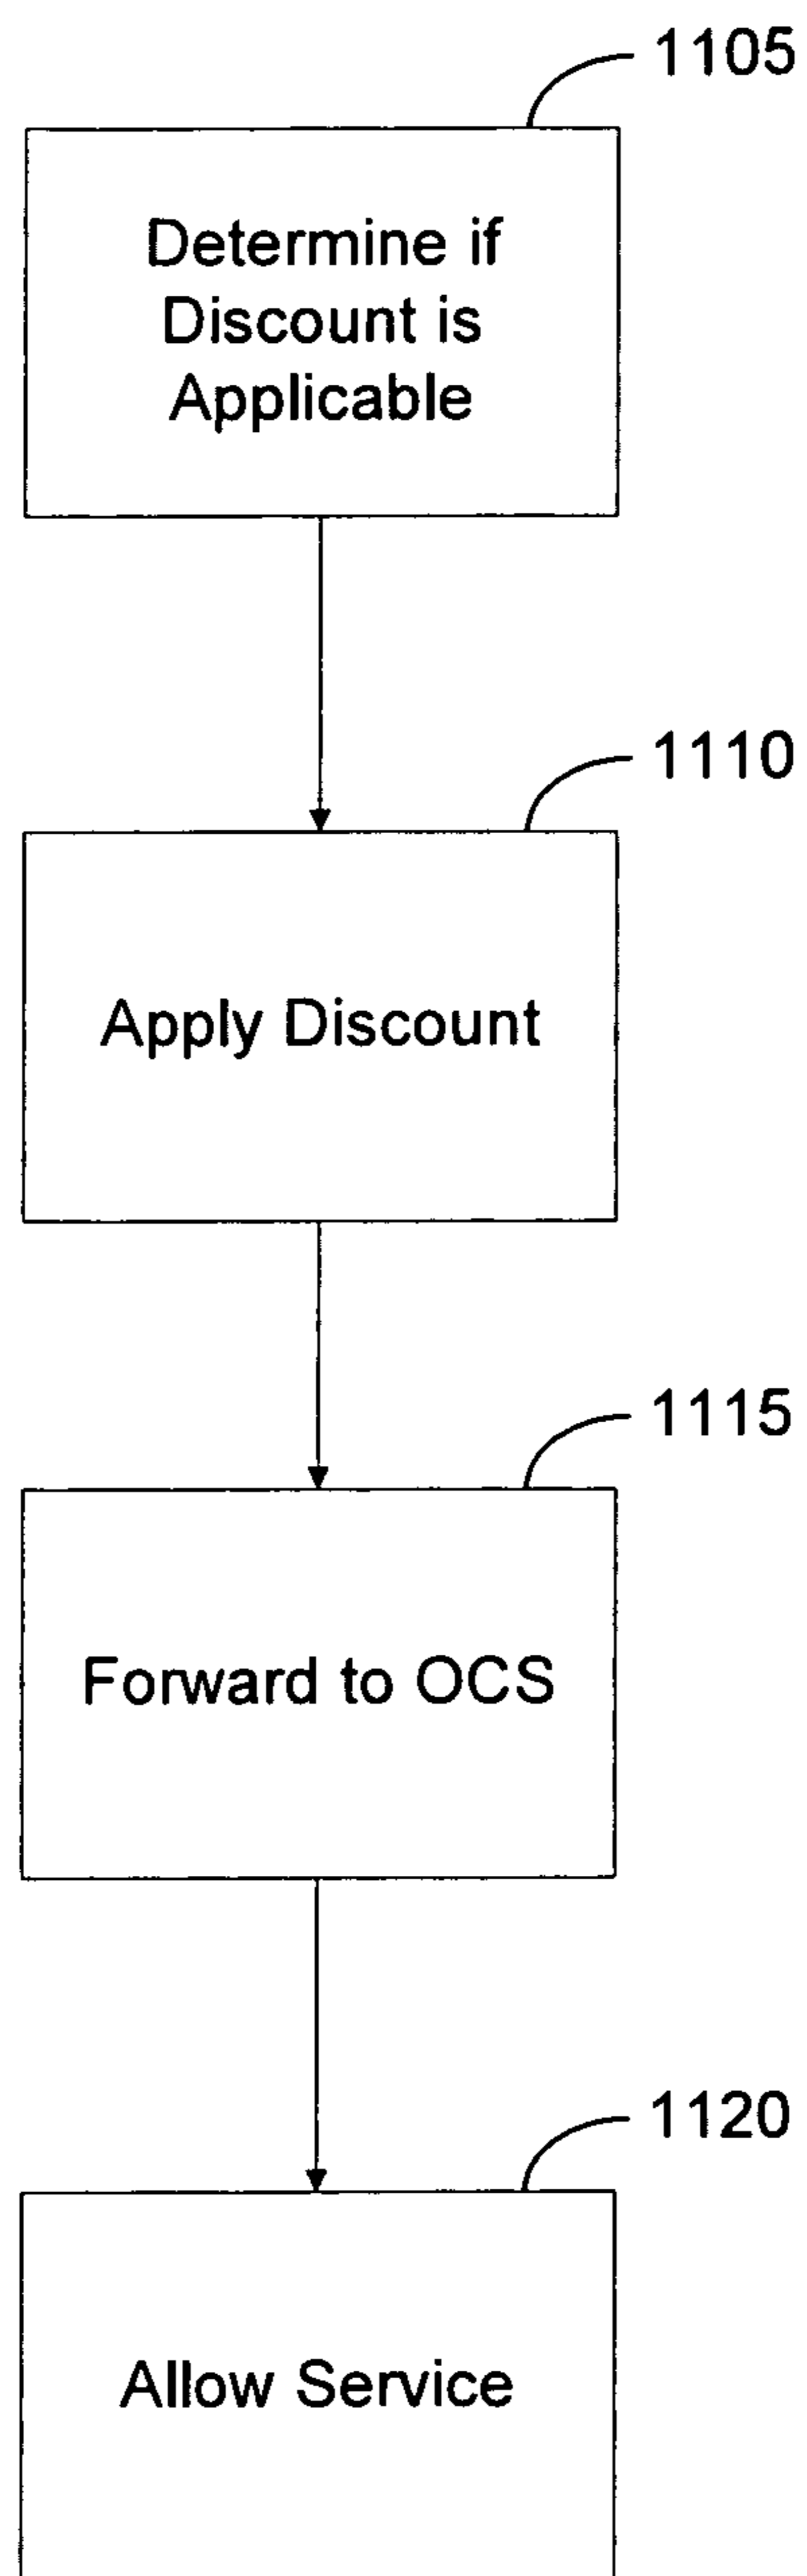 1105
Determine if
Discount is
Applicable
1110
Apply Discount
1115
Forward to OCS
1120
Allow Service